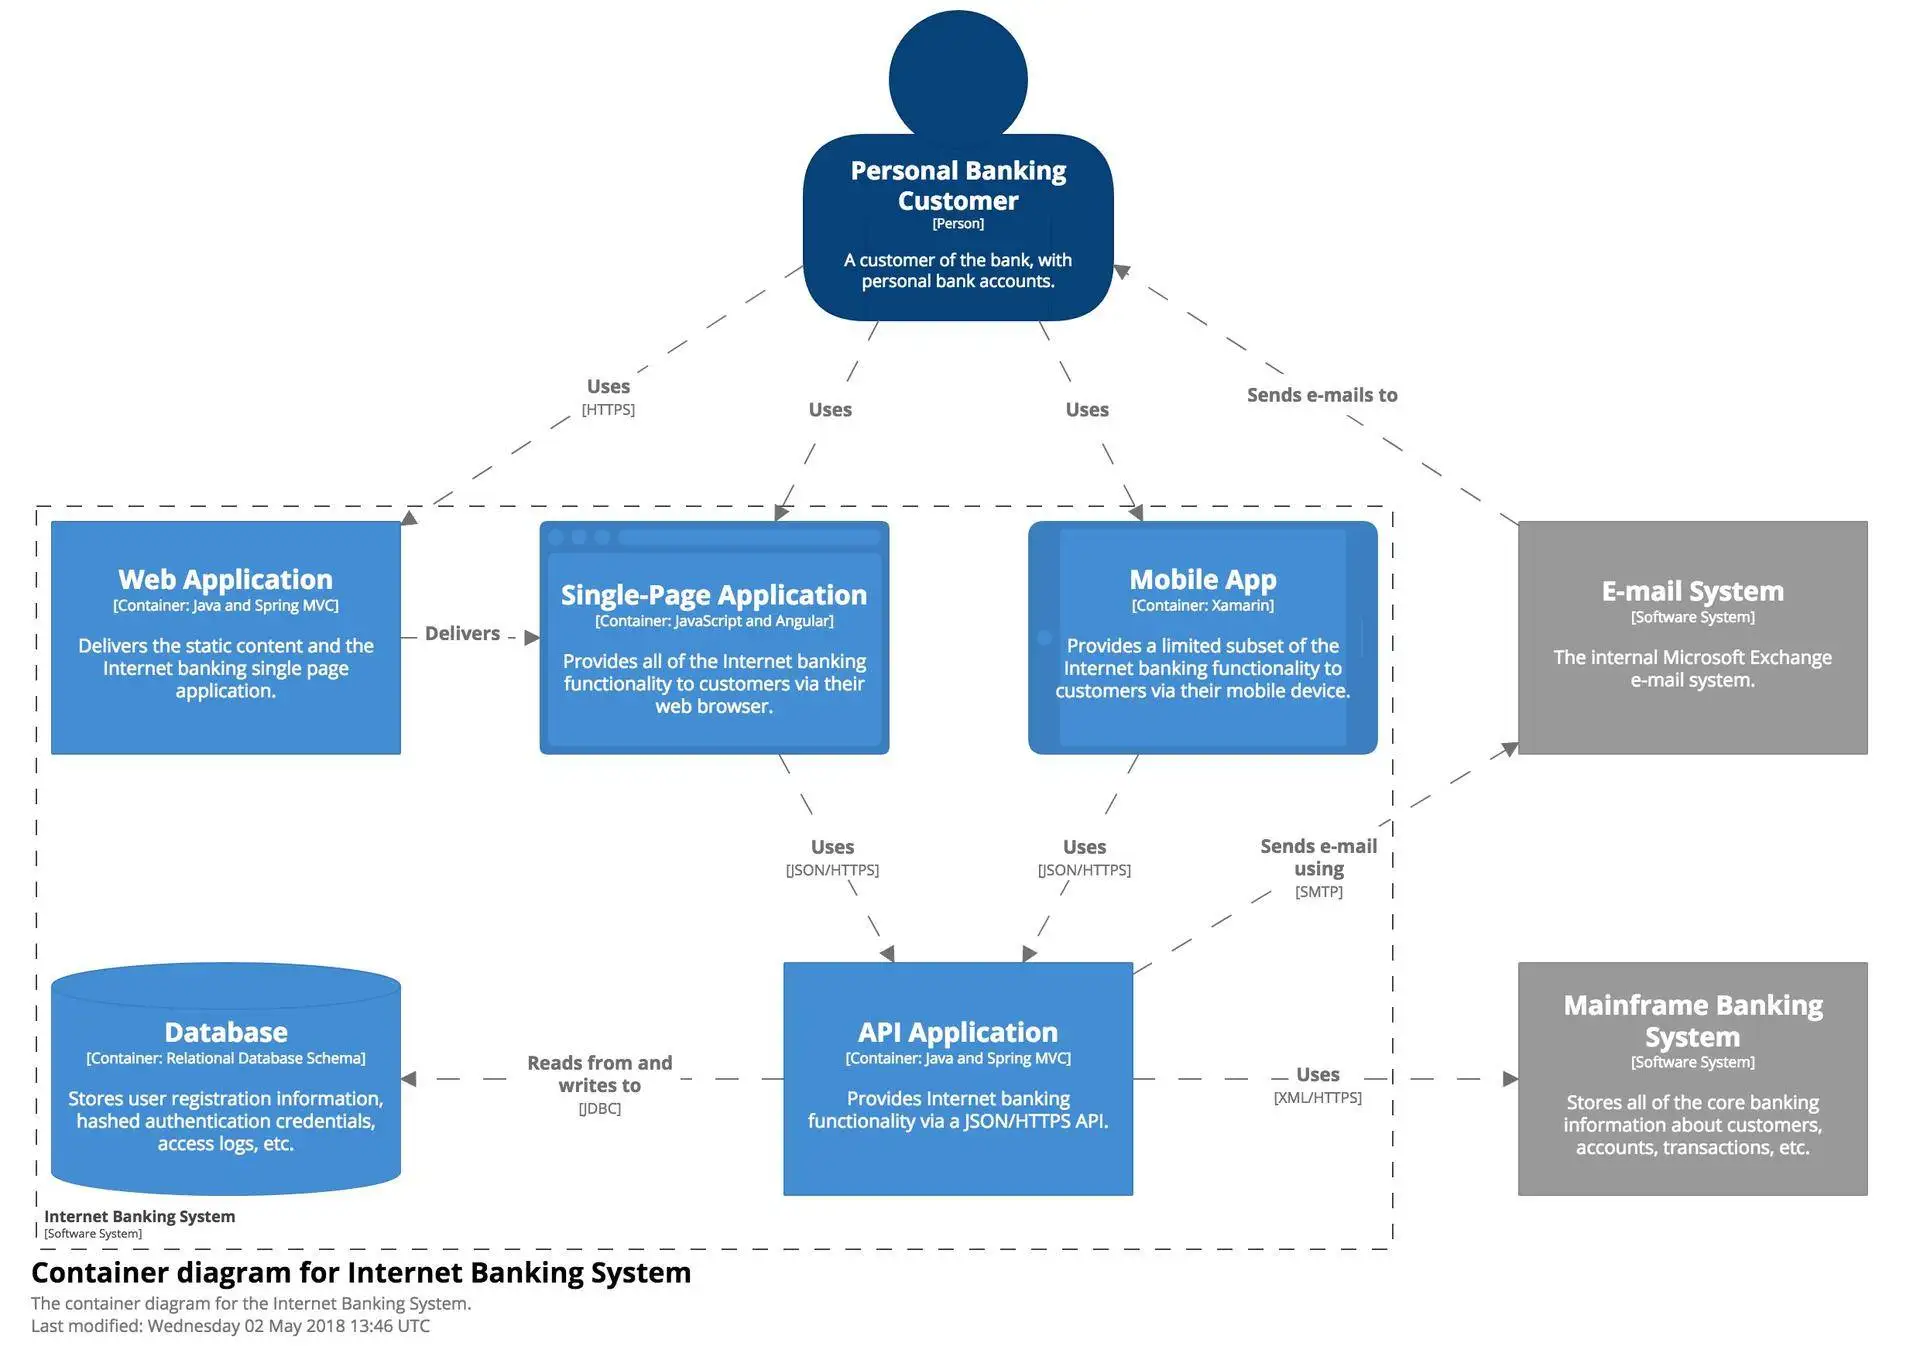 Personal Banking
Customer
[Person]
A customer of the bank, with
personal bank accounts.
Uses
[HTTPS]
Uses
Uses
Sends e-mails to
Web Application
[Container: Java and Spring MVC]
Delivers the static content and the
Internet banking single page
application.
Delivers
Single-Page Application
[Container: JavaScript and Angular]
Provides all of the Internet banking
functionality to customers via their
web browser.
Mobile App
[Container: Xamarin]
Provides a limited subset of the
Internet banking functionality to
customers via their mobile device.
E-mail System
[Software System]
The internal Microsoft Exchange
e-mail system.
Uses
[JSON/HTTPS]
Uses
[JSON/HTTPS]
Sends e-mail
using
[SMTP]
Database
[Container: Relational Database Schema]
Stores user registration information,
hashed authentication credentials,
access logs, etc.
Reads from and
writes to
[JDBC]
API Application
[Container: Java and Spring MVC]
Provides Internet banking
functionality via a JSON/HTTPS API.
Uses
[XML/HTTPS]
Mainframe Banking
System
[Software System]
Stores all of the core banking
information about customers,
accounts, transactions, etc.
Internet Banking System
[Software System]
Container diagram for Internet Banking System
The container diagram for the Internet Banking System.
Last modified: Wednesday 02 May 2018 13:46 UTC